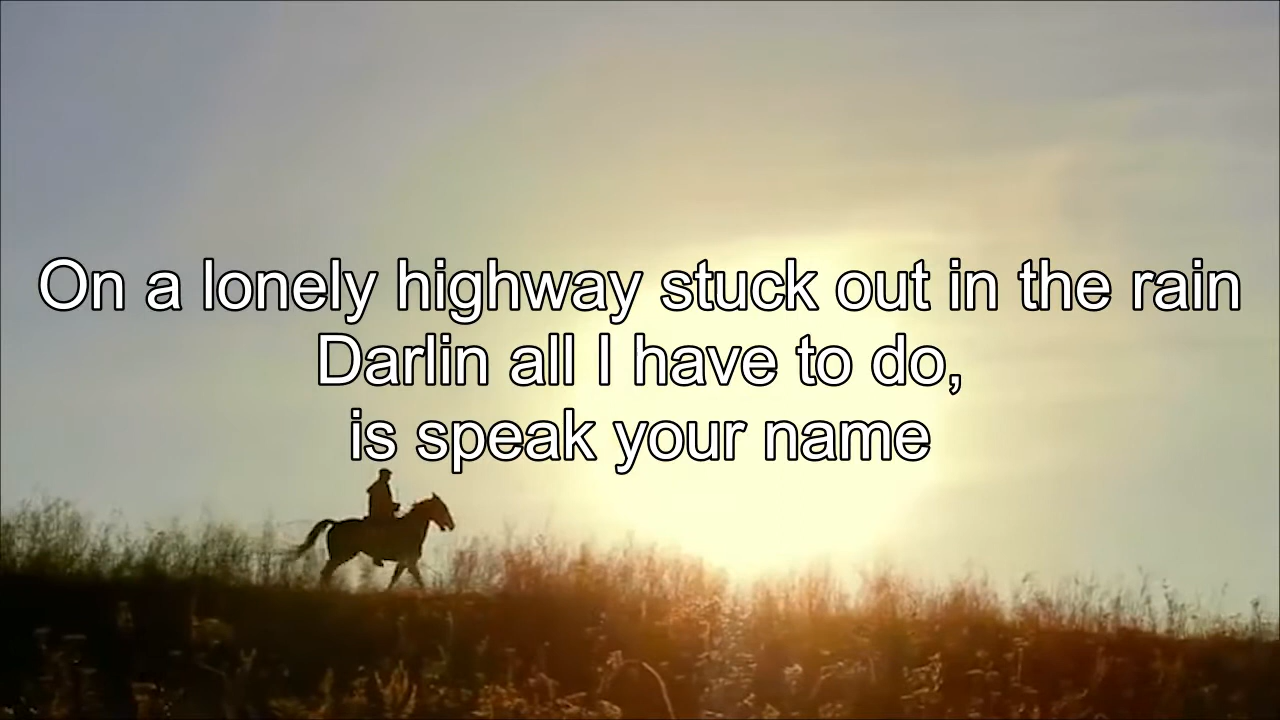 On a lonely highway stuck out in the rain
Darlin all I have to do,
is speak your name